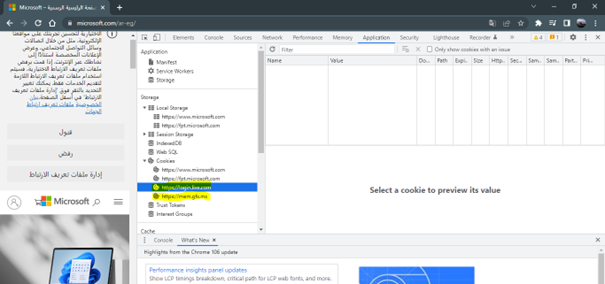 الصفحة الرئيسية الرسمية
microsoft.com/ar-eg/
Elements Console Sources Network Performance Memory Application Security Lighthouse Recorder
4 1
الاختيارية لتحسين تجربتك على مواقعنا
الإلكترونية، مثل من خلال اتصالات
وسائل التواصل الاجتماعي، وعرض
الإعلانات المخصصة استنادًا إلى
نشاطك عبر الإنترنت. إذا قمت برفض
ملفات تعريف الارتباط الاختيارية، فسيتم
استخدام ملفات تعريف الارتباط اللازمة
لتقديم الخدمات فقط. يمكنك تغيير
التحديد بالنقر فوق إدارة ملفات تعريف
الارتباط" في أسفل الصفحة. بيان
الخصوصية ملفات تعريف ارتباط
الجهات
قبول
رفض
إدارة ملفات تعريف الارتباط
Microsoft
Application
Manifest
Service Workers
Storage
Storage
Local Storage
https://www.microsoft.com
https://fpt.microsoft.com
Session Storage
IndexedDB
Web SQL
Cookies
https://www.microsoft.com
https://fpt.microsoft.com
https://login.live.com
https://mem.gfx.ms
Trust Tokens
Interest Groups
Cache
Filter
Only show cookies with an issue
Name Value Do... Path Expi... Size Http... Sec... Sam... Sam... Part... Pri...
Select a cookie to preview its value
Console What's New
Highlights from the Chrome 106 update
Performance insights panel updates
Show LCP timings breakdown, critical path for LCP web fonts, and more.